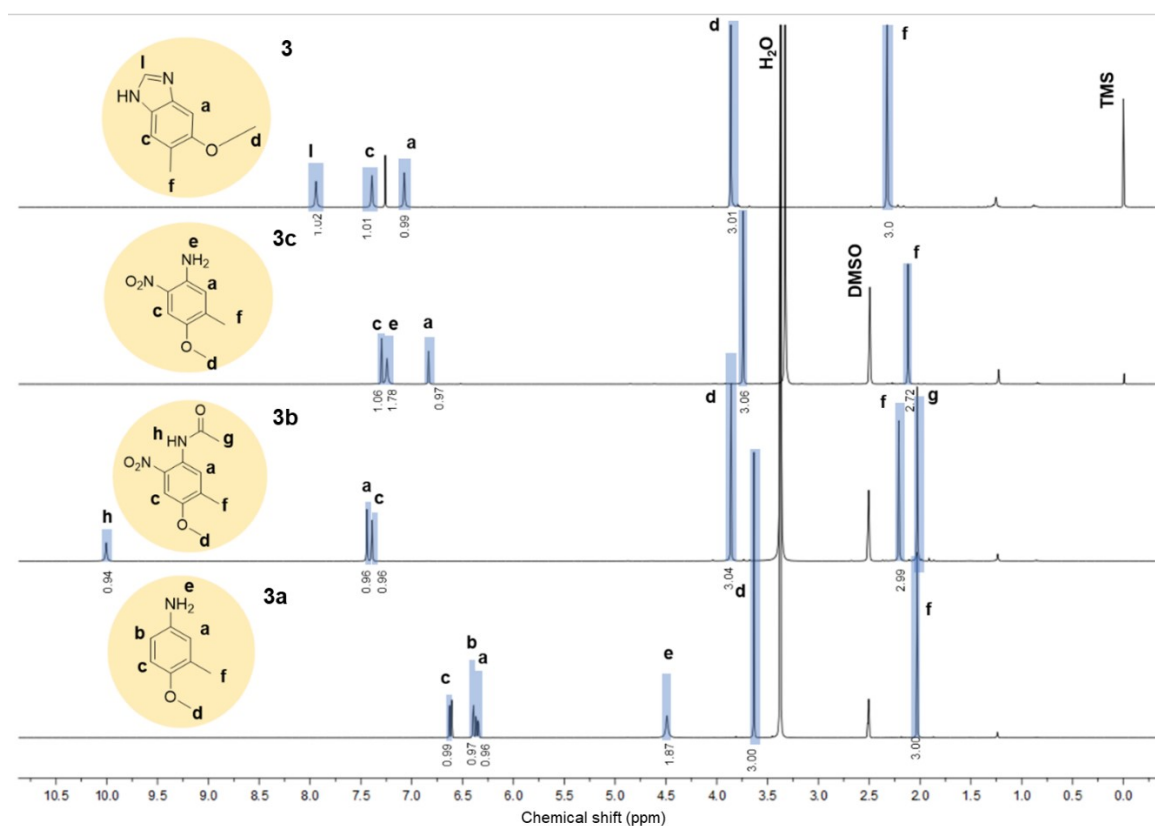 3
l
N
HN
a
c
O
d
f
l
c
a
d
H₂O
f
TMS
1.02
1.01
0.99
3.01
3.0
3c
e
NH₂
O₂N
a
c
f
O
d
c e
a
DMSO
f
1.06
1.78
0.97
3.06
2.72
3b
O
h
HN
g
O₂N
a
c
f
O
d
h
a
c
d
f
g
0.94
0.96
0.96
3.04
2.99
3a
e
NH₂
b
a
c
f
O
d
c
b
a
e
d
f
0.99
0.97
0.96
1.87
3.00
3.00
10.5 10.0 9.5 9.0 8.5 8.0 7.5 7.0 6.5 6.0 5.5 5.0 4.5 4.0 3.5 3.0 2.5 2.0 1.5 1.0 0.5 0.0
Chemical shift (ppm)